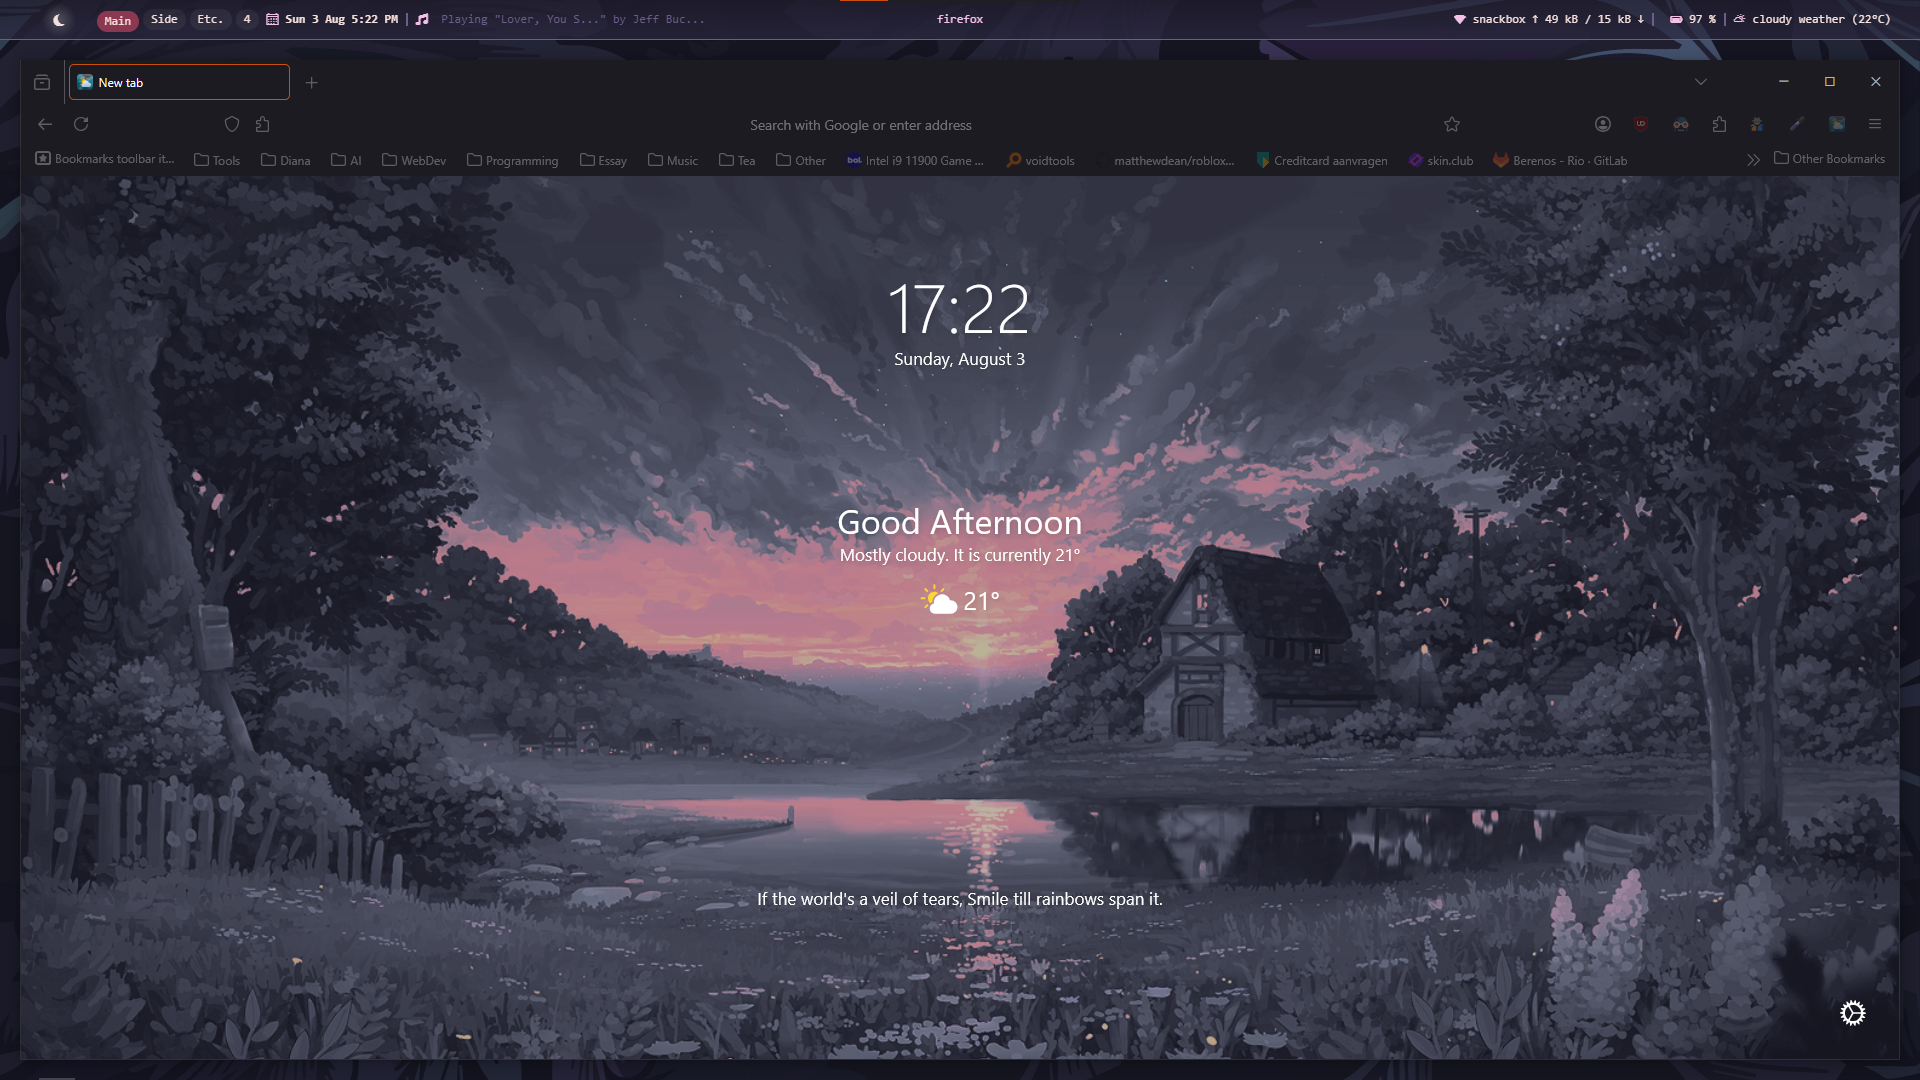 Main Side Etc. 4 Sun 3 Aug 5:22 PM | Playing "Lover, You S..." by Jeff Buc... firefox snackbox ↑ 49 kB / 15 kB ↓ | 97 % | cloudy weather (22°C)
New tab
Search with Google or enter address
Bookmarks toolbar it... Tools Diana AI WebDev Programming Essay Music Tea Other bol. Intel i9 11900 Game ... voidtools matthewdean/roblox... Creditcard aanvragen skin.club Berenos - Rio · GitLab Other Bookmarks
17:22
Sunday, August 3
Good Afternoon
Mostly cloudy. It is currently 21°
21°
If the world's a veil of tears, Smile till rainbows span it.